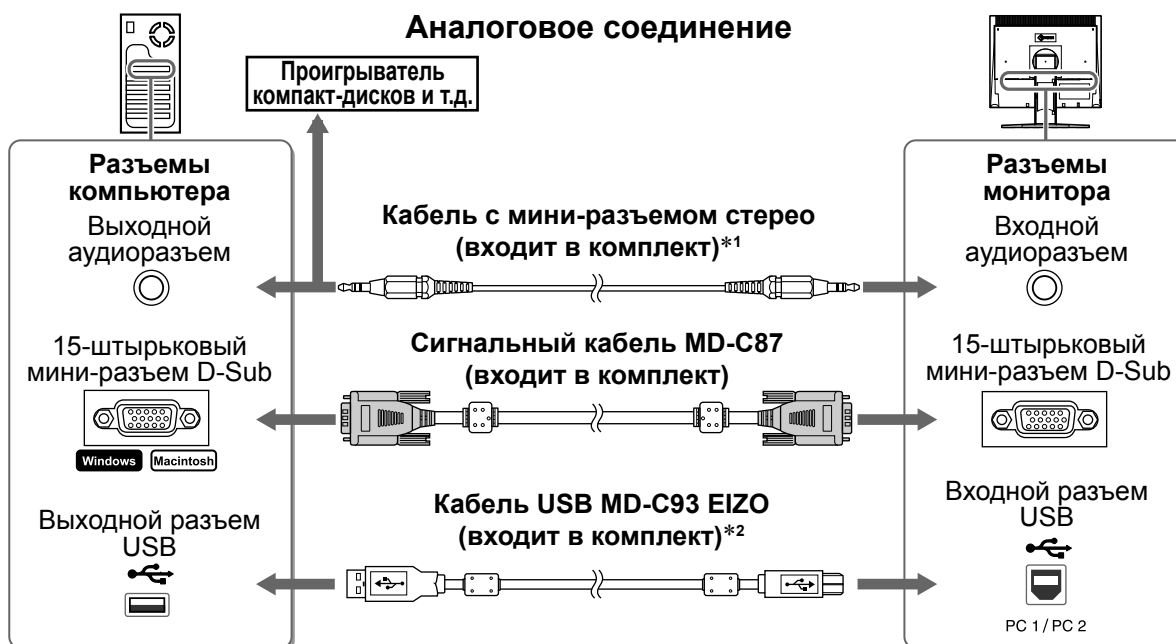 Аналоговое соединение
Проигрыватель
компакт-дисков и т.д.
Разъемы
компьютера
Выходной
аудиоразъем
15-штырьковый
мини-разъем D-Sub
Windows Macintosh
Выходной разъем
USB
Кабель с мини-разъемом стерео
(входит в комплект)*1
Сигнальный кабель MD-C87
(входит в комплект)
Кабель USB MD-C93 EIZO
(входит в комплект)*2
Разъемы
монитора
Входной
аудиоразъем
15-штырьковый
мини-разъем D-Sub
Входной разъем
USB
PC 1 / PC 2